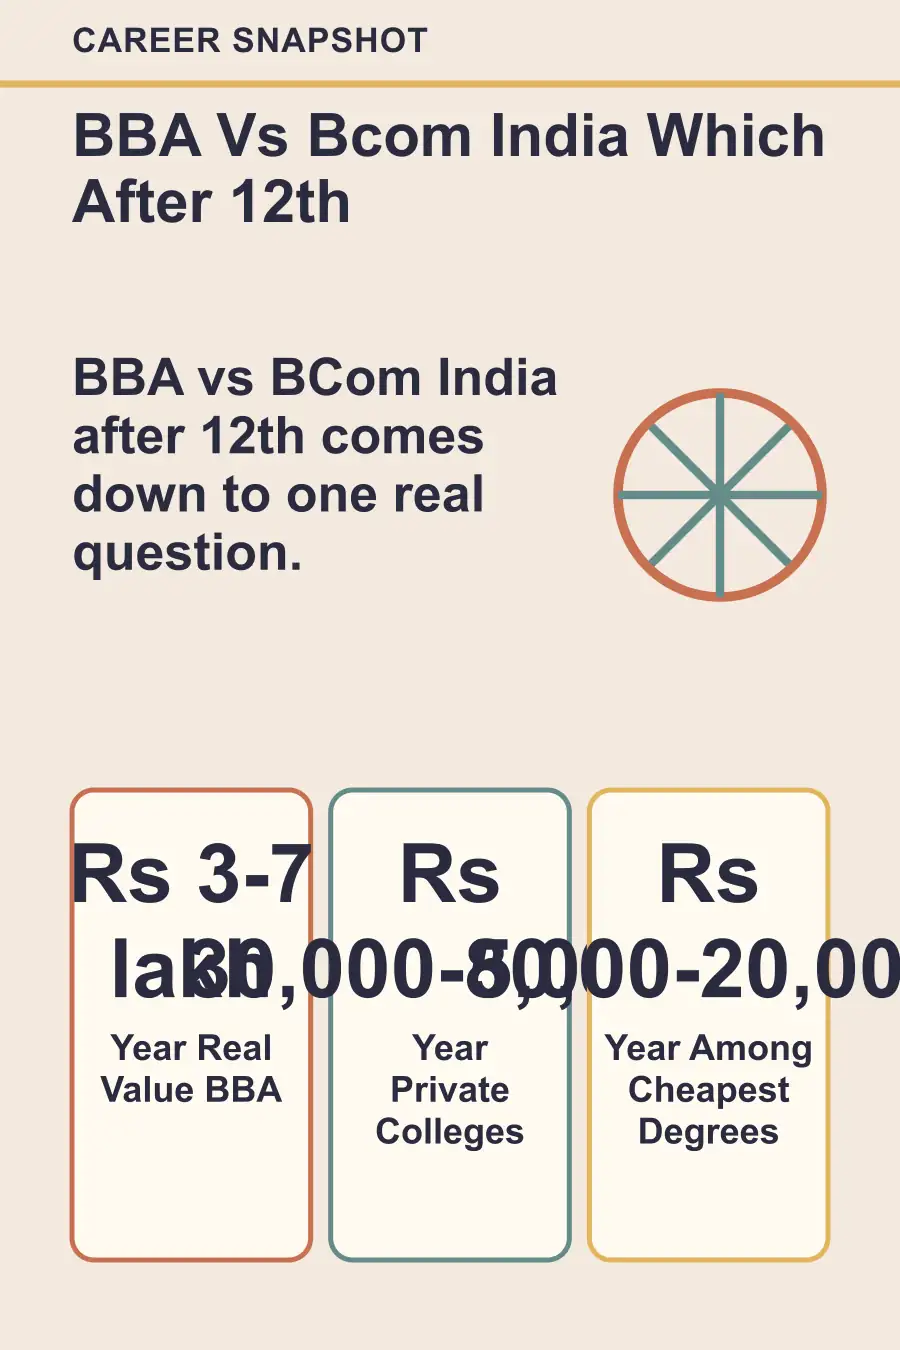 CAREER SNAPSHOT
BBA Vs Bcom India Which
After 12th
BBA vs BCom India
after 12th comes
down to one real
question.
Rs 3-7
lakh
Year Real
Value BBA
Rs
Year
Private
Colleges
Rs
Year Among
Cheapest
Degrees